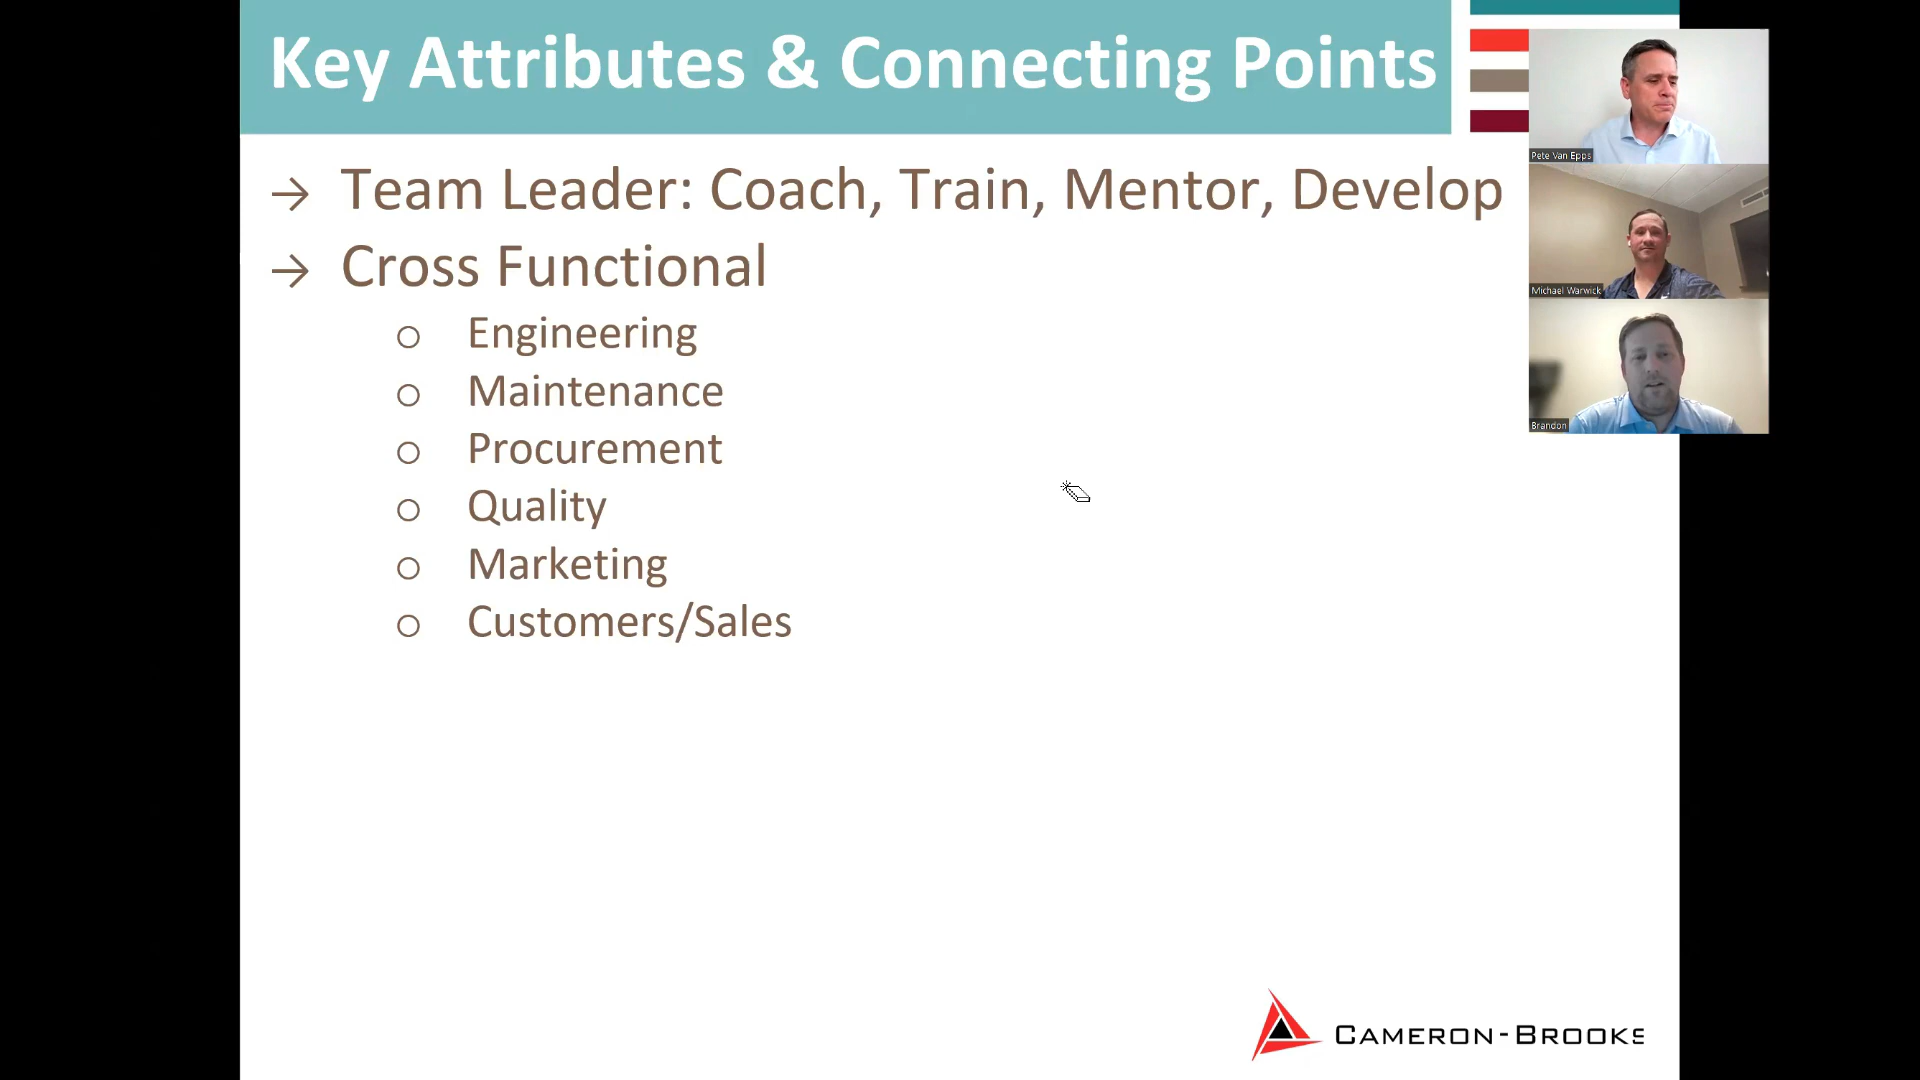 Key Attributes & Connecting Points
→ Team Leader: Coach, Train, Mentor, Develop
→ Cross Functional
o Engineering
o Maintenance
o Procurement
o Quality
o Marketing
o Customers/Sales
Pete Van Epps
Michael Warwick
Brandon
CAMERON-BROOKS